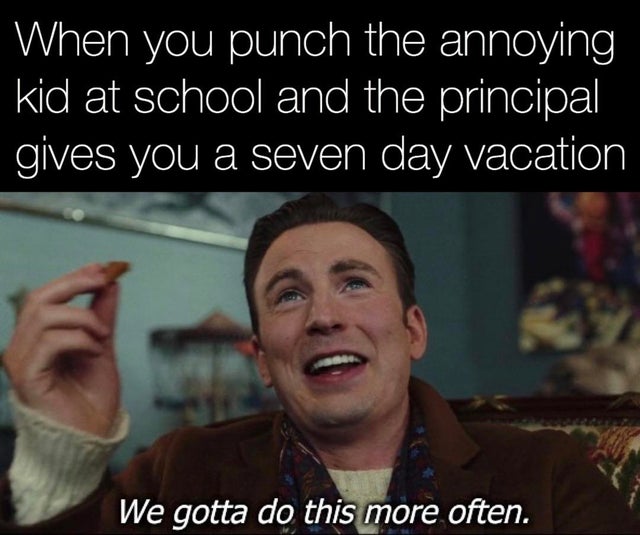 When you punch the annoying
kid at school and the principal
gives you a seven day vacation
We gotta do this more often.